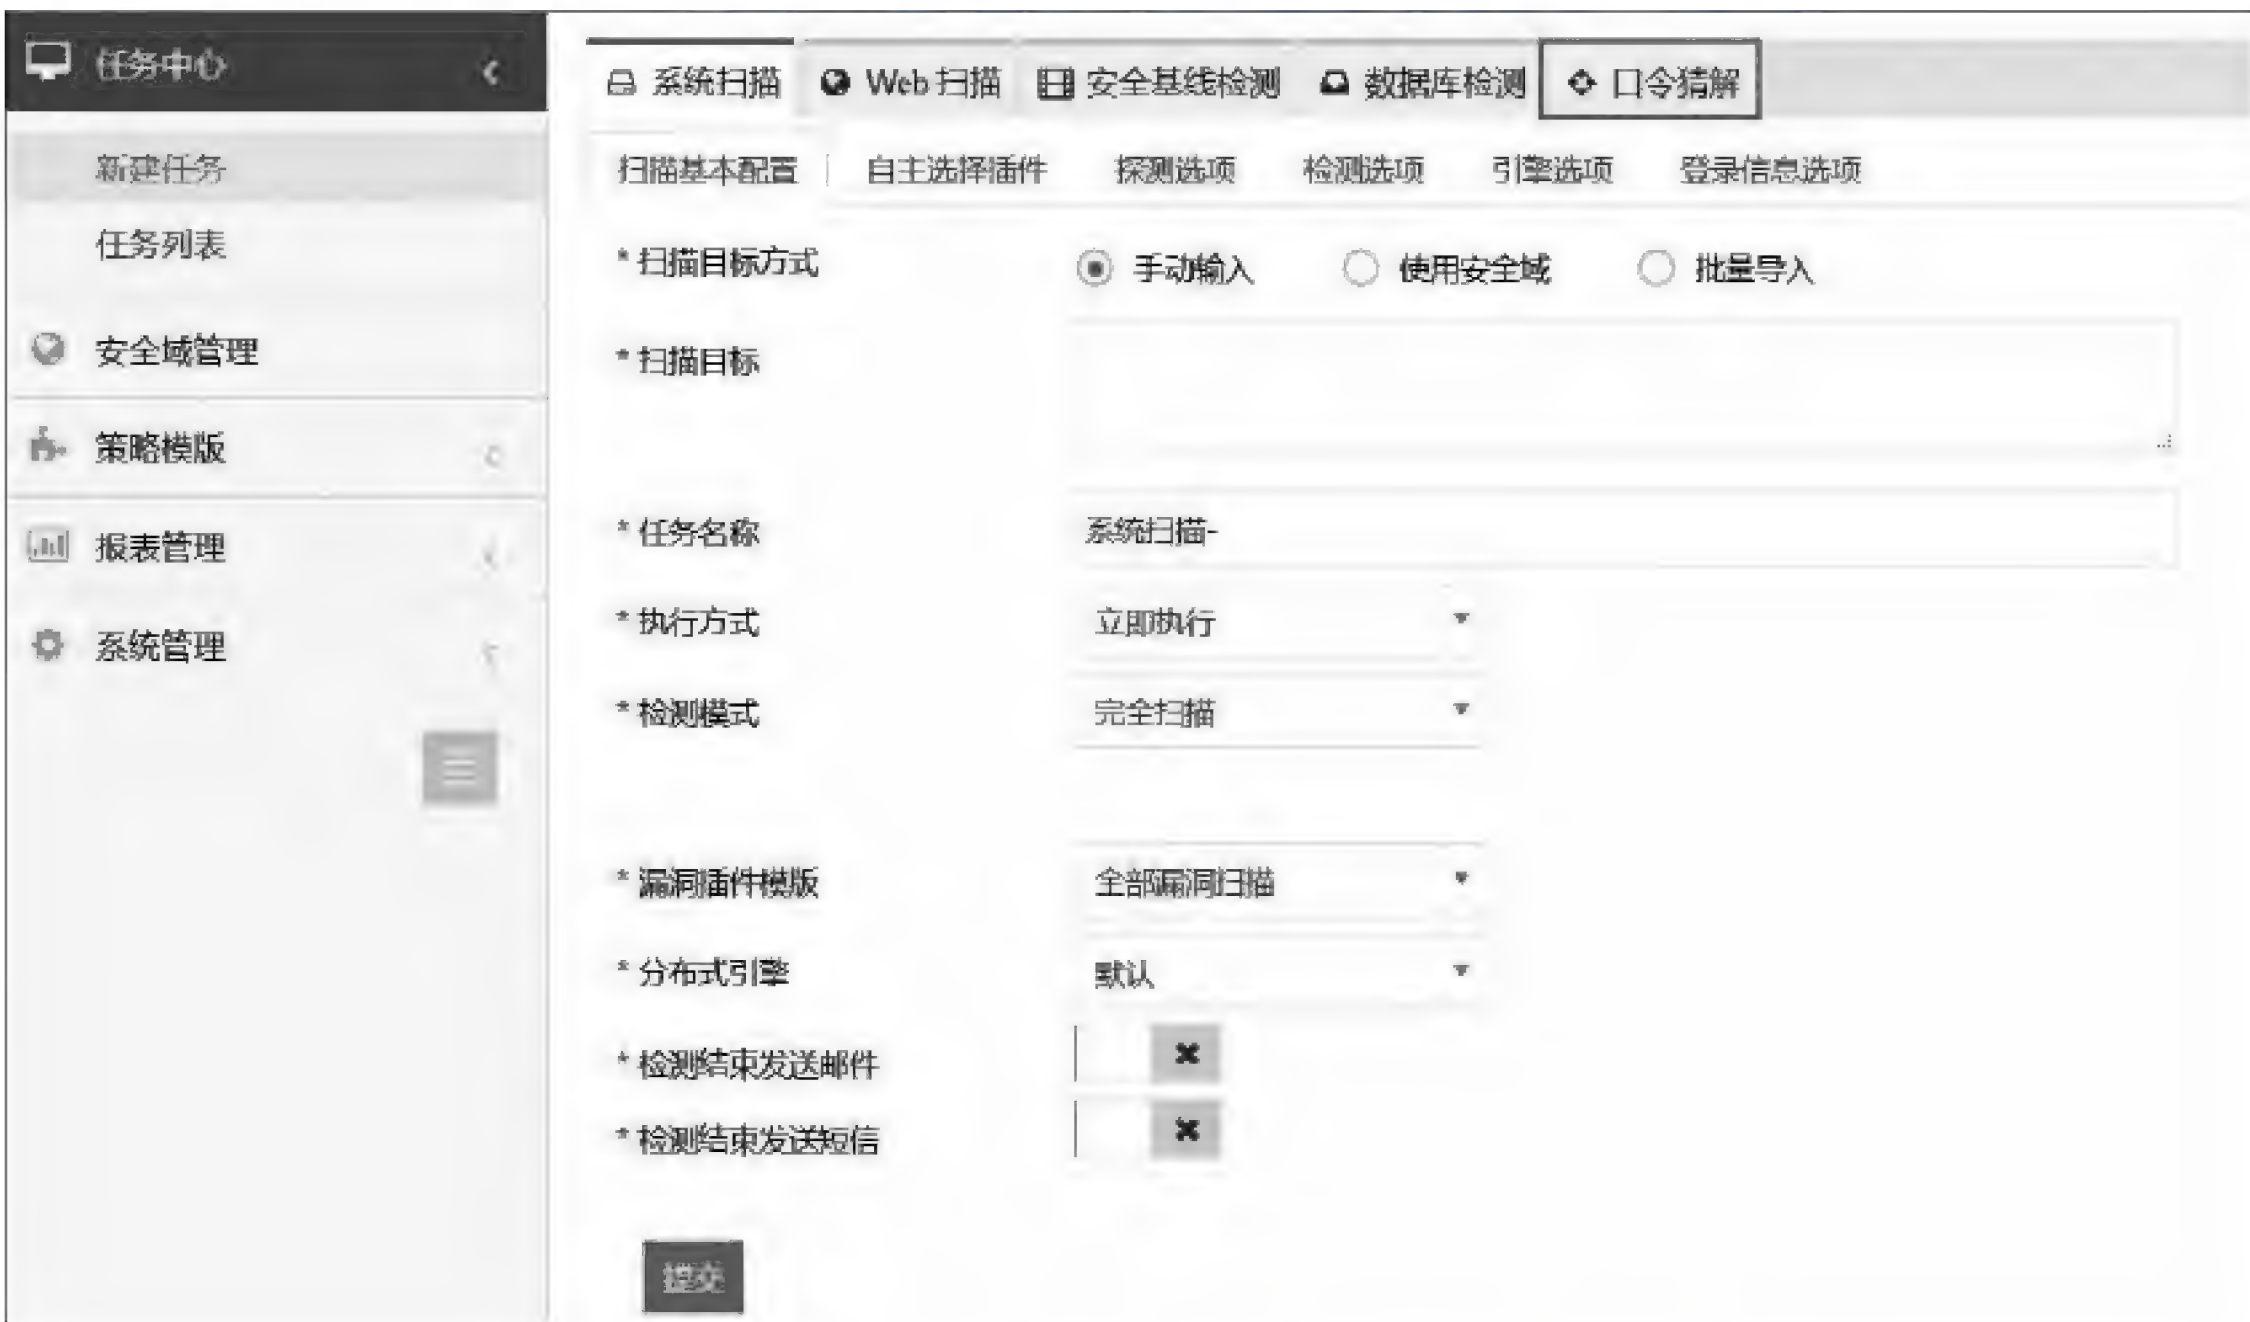 任务中心
新建任务
任务列表
安全域管理
策略模版
报表管理
系统管理
系统扫描 Web 扫描 安全基线检测 数据库检测 口令猜解
扫描基本配置 自主选择插件 探测选项 检测选项 引擎选项 登录信息选项
* 扫描目标方式 手动输入 使用安全域 批量导入
* 扫描目标
* 任务名称 系统扫描-
* 执行方式 立即执行
* 检测模式 完全扫描
* 漏洞插件模版 全部漏洞扫描
* 分布式引擎 默认
* 检测结束发送邮件
* 检测结束发送短信
提交